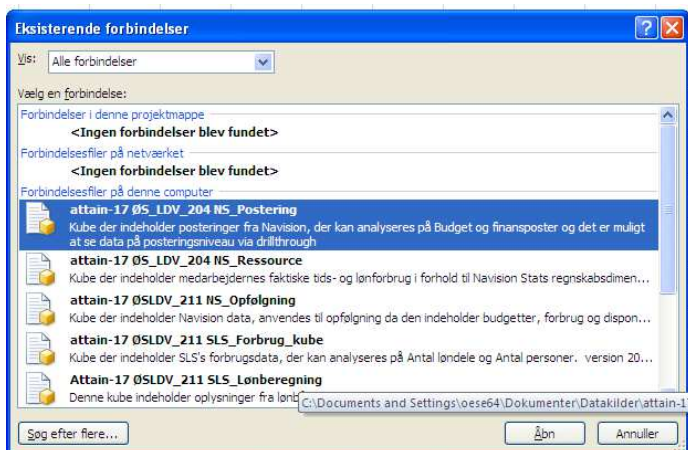 Eksisterende forbindelser
Vis: Alle forbindelser
Vælg en forbindelse:
Forbindelser i denne projektmappe
<Ingen forbindelser blev fundet>
Forbindelsesfiler på netværket
<Ingen forbindelser blev fundet>
Forbindelsesfiler på denne computer
attain-17 ØS_LDV_204 NS_Postering
Kube der indeholder posteringer fra Navision, der kan analyseres på Budget og finansposter og det er muligt
at se data på posteringsniveau via drillthrough
attain-17 ØS_LDV_204 NS_Ressource
Kube der indeholder medarbejdernes faktiske tids- og lønforbrug i forhold til Navision Stats regnskabsdimen...
attain-17 ØSLDV_211 NS_Opfølgning
Kube der indeholder Navision data, anvendes til opfølgning da den indeholder budgetter, forbrug og dispon...
attain-17 ØSLDV_211 SLS_Forbrug_kube
Kube der indeholder SLS's forbrugsdata, der kan analyseres på Antal løndele og Antal personer. version 20...
Attain-17 ØSLDV_211 SLS_Lønberegning
Denne kube indeholder oplysninger fra
C:\Documents and Settings\oese64\Dokumenter\Datakilder\attain-17
Søg efter flere...
Åbn
Annuller